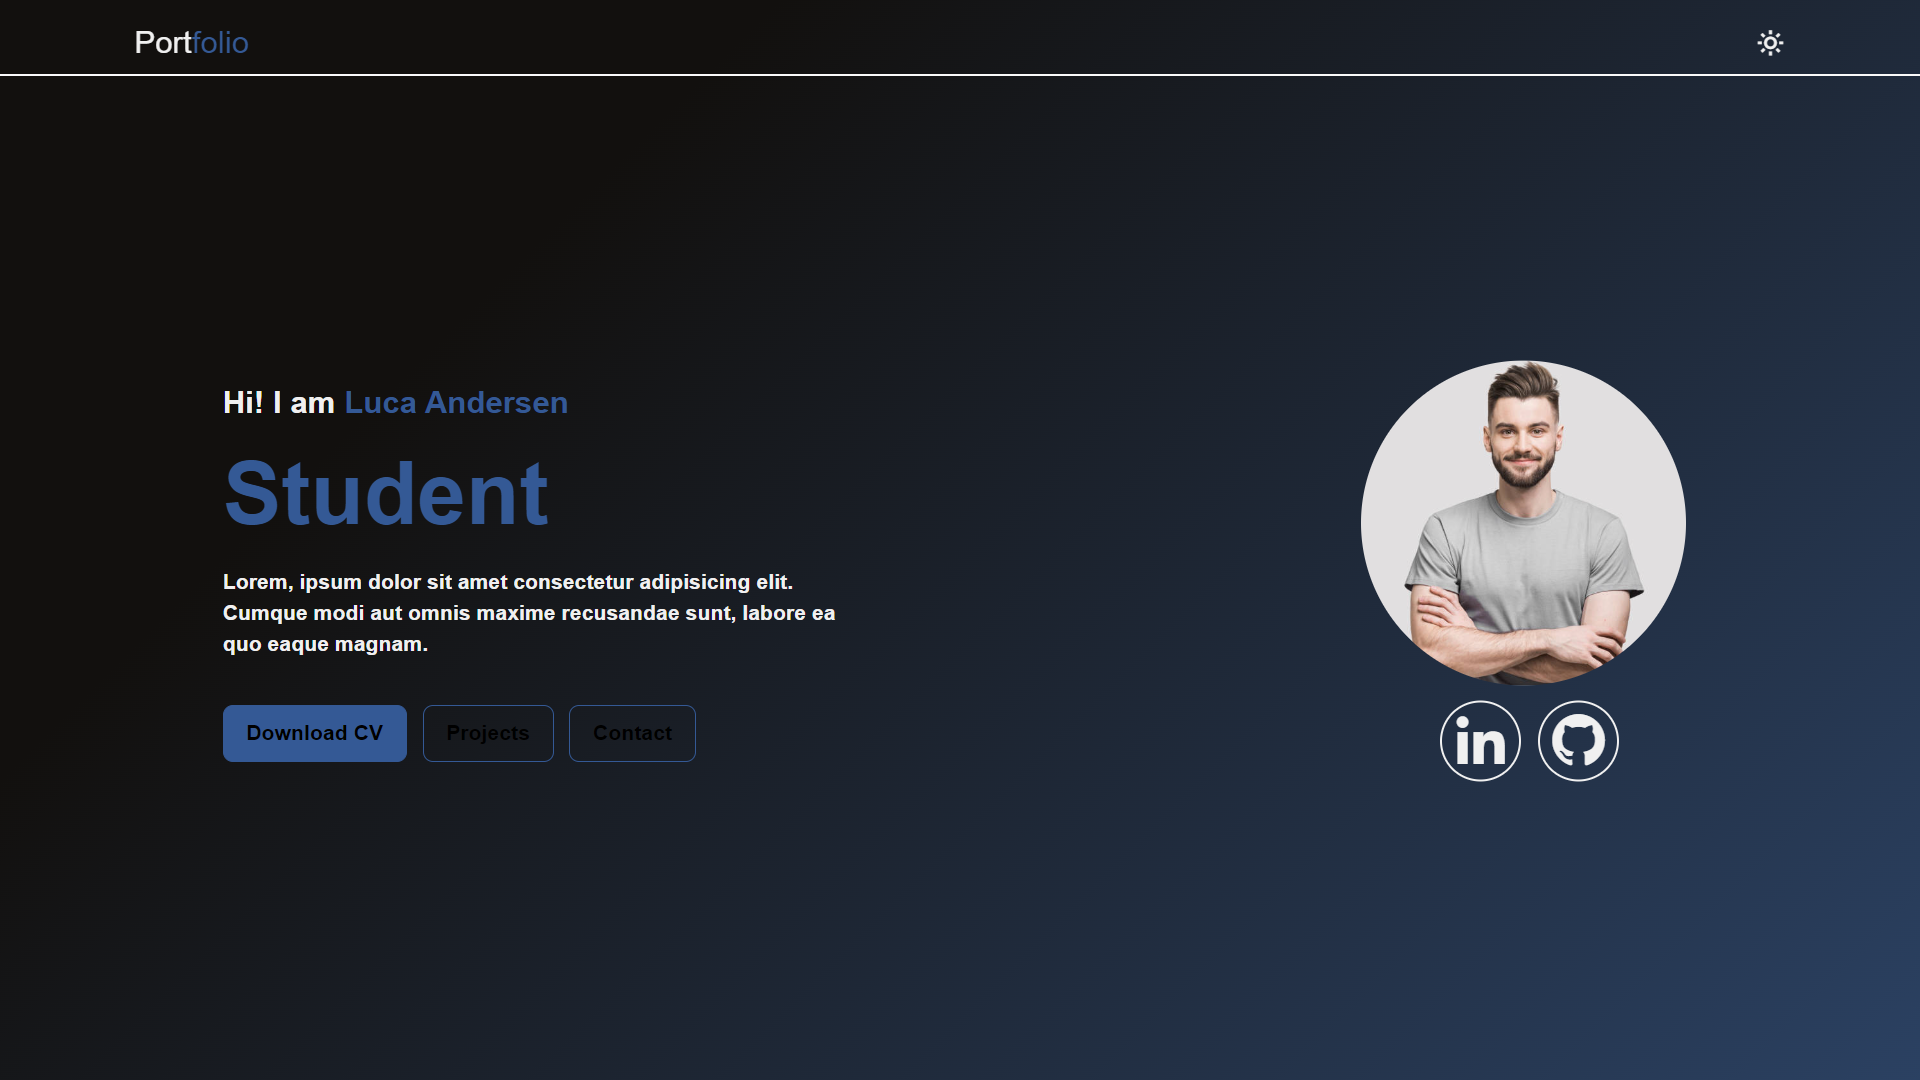 Portfolio
Hi! I am Luca Andersen
Student
Lorem, ipsum dolor sit amet consectetur adipisicing elit.
Cumque modi aut omnis maxime recusandae sunt, labore ea
quo eaque magnam.
Download CV
Projects
Contact
in